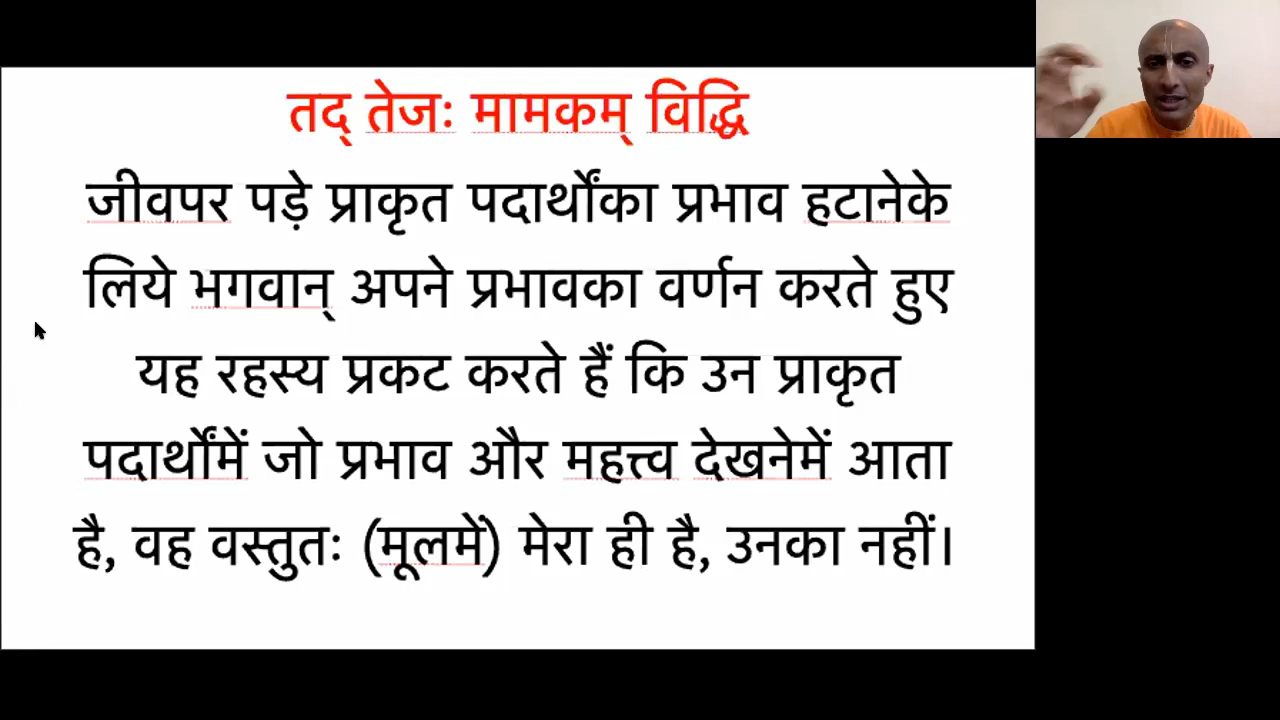 तद् तेजः मामकम् विद्धि
जीवपर पड़े प्राकृत पदार्थोंका प्रभाव हटानेके
लिये भगवान् अपने प्रभावका वर्णन करते हुए
यह रहस्य प्रकट करते हैं कि उन प्राकृत
पदार्थोंमें जो प्रभाव और महत्त्व देखनेमें आता
है, वह वस्तुतः (मूलमें) मेरा ही है, उनका नहीं।